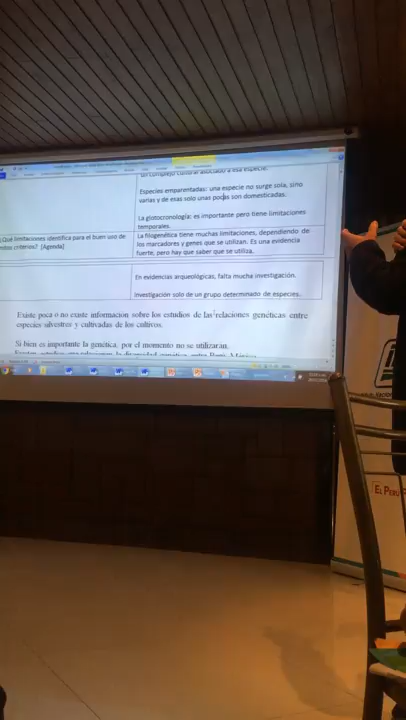 un complejo cultural asociado a esa especie.
Especies emparentadas: una especie no surge sola, sino
varias y de esas solo unas pocas son domesticadas.
La glotocronología: es importante pero tiene limitaciones
temporales.
Qué limitaciones identifica para el buen uso de
criterios? (Agenda)
La filogenética tiene muchas limitaciones, dependiendo de
los marcadores y genes que se utilizan. Es una evidencia
fuerte, pero hay que saber que se utiliza.
En evidencias arqueológicas, falta mucha investigación.
Investigación solo de un grupo determinado de especies.
Existe poca o no existe información sobre los estudios de las relaciones genéticas entre
especies silvestres y cultivadas de los cultivos.
Si bien es importante la genética, por el momento no se utilizarán.
EL PERÚ